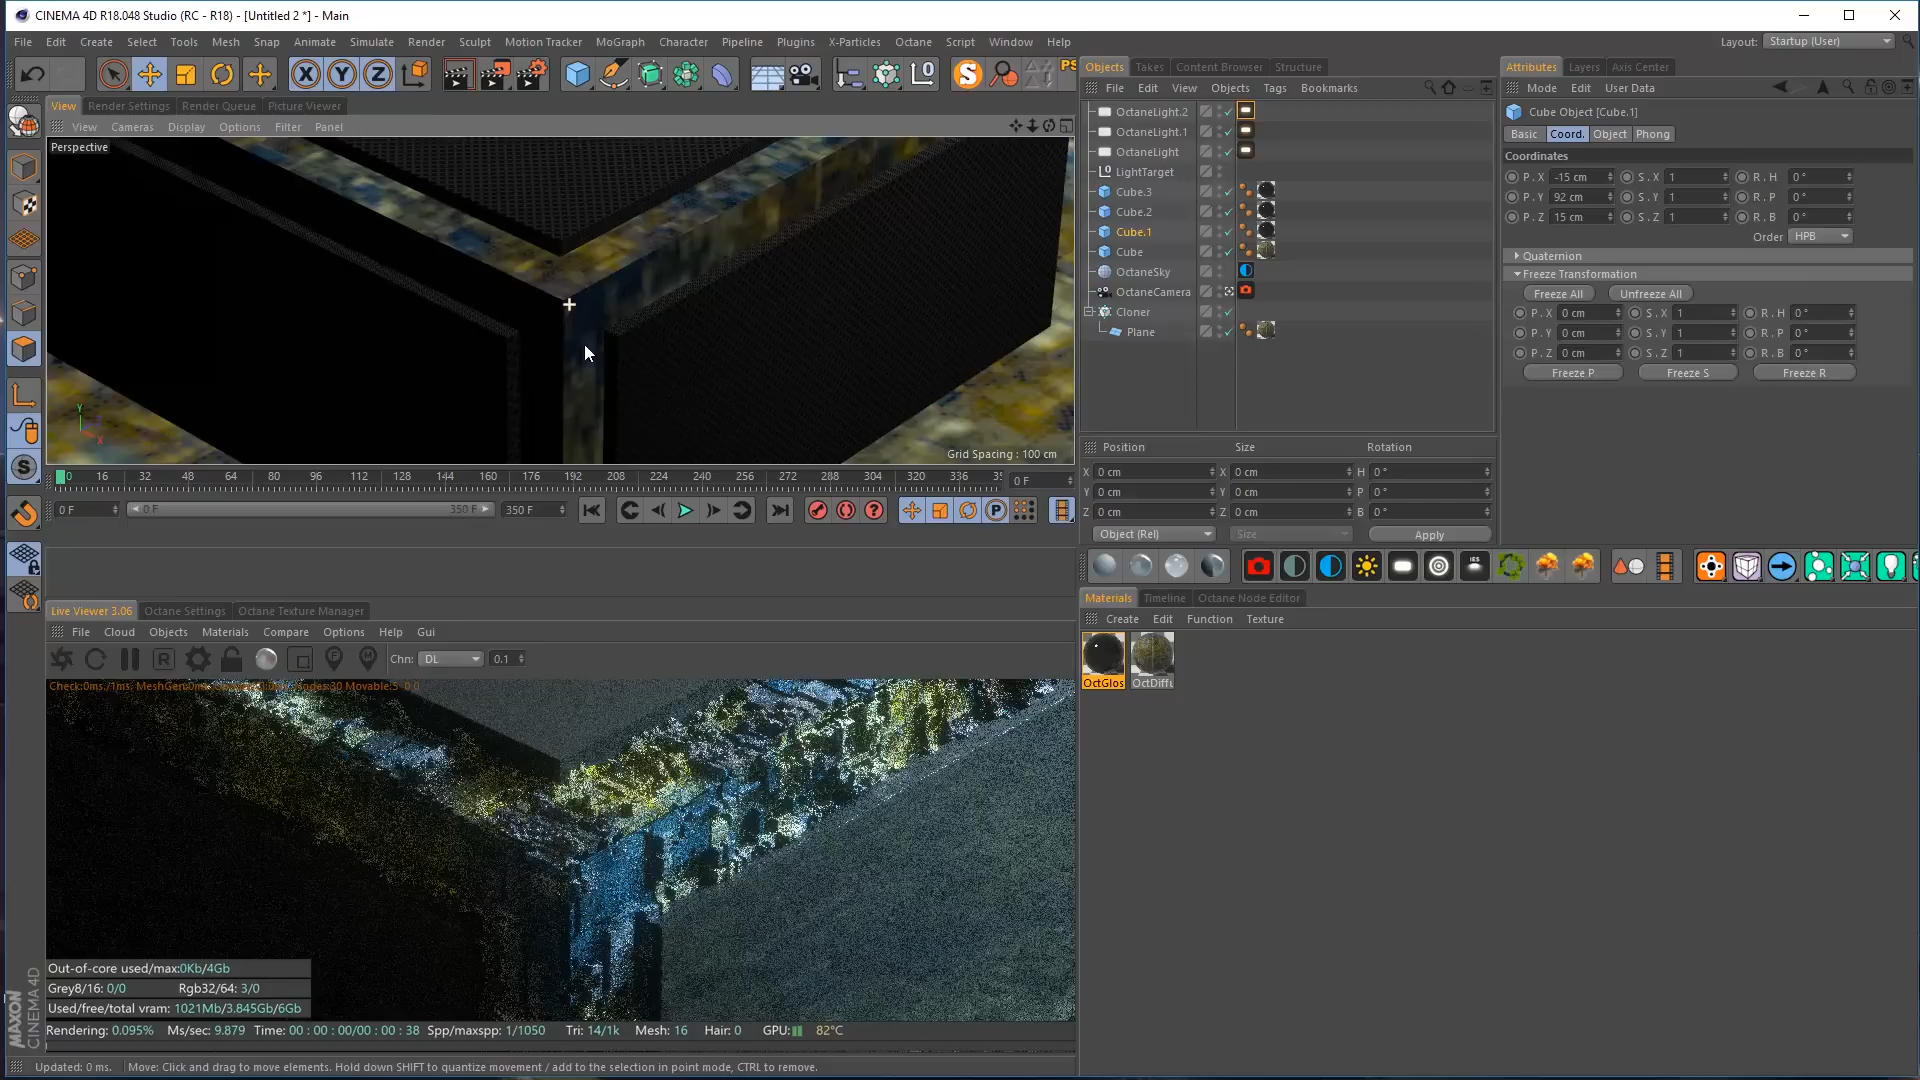 CINEMA 4D R18.048 Studio (RC - R18) - [Untitled 2 *] - Main
File Edit Create Select Tools Mesh Snap Animate Simulate Render Sculpt Motion Tracker MoGraph Character Pipeline Plugins X-Particles Octane Script Window Help
Layout: Startup (User)
X Y Z S PS
View Render Settings Render Queue Picture Viewer
View Cameras Display Options Filter Panel
Perspective
Y
X
Grid Spacing : 100 cm
0 16 32 48 64 80 96 112 128 144 160 176 192 208 224 240 256 272 288 304 320 336 0 F
0 F 0 F 350 F 350 F
Live Viewer 3.06 Octane Settings Octane Texture Manager
File Cloud Objects Materials Compare Options Help Gui
R F M Chn: DL 0.1
Out-of-core used/max:0Kb/4Gb
Grey8/16: 0/0 Rgb32/64: 3/0
Used/free/total vram: 1021Mb/3.845Gb/6Gb
Rendering: 0.095% Ms/sec: 9.879 Time: 00 : 00 : 00/00 : 00 : 38 Spp/maxspp: 1/1050 Tri: 14/1k Mesh: 16 Hair: 0 GPU: 82°C
MAXON
CINEMA 4D
Updated: 0 ms. Move: Click and drag to move elements. Hold down SHIFT to quantize movement / add to the selection in point mode, CTRL to remove.
Objects Takes Content Browser Structure
File Edit View Objects Tags Bookmarks
OctaneLight.2
OctaneLight.1
OctaneLight
LightTarget
Cube.3
Cube.2
Cube.1
Cube
OctaneSky
OctaneCamera
Cloner
Plane
Position Size Rotation
X 0 cm X 0 cm H 0 °
Y 0 cm Y 0 cm P 0 °
Z 0 cm Z 0 cm B 0 °
Object (Rel) Size Apply
IES
Materials Timeline Octane Node Editor
Create Edit Function Texture
OctGlos OctDiffu
Attributes Layers Axis Center
Mode Edit User Data
Cube Object [Cube.1]
Basic Coord. Object Phong
Coordinates
P . X -15 cm S . X 1 R . H 0 °
P . Y 92 cm S . Y 1 R . P 0 °
P . Z 15 cm S . Z 1 R . B 0 °
Order HPB
Quaternion
Freeze Transformation
Freeze All Unfreeze All
P . X 0 cm S . X 1 R . H 0 °
P . Y 0 cm S . Y 1 R . P 0 °
P . Z 0 cm S . Z 1 R . B 0 °
Freeze P Freeze S Freeze R